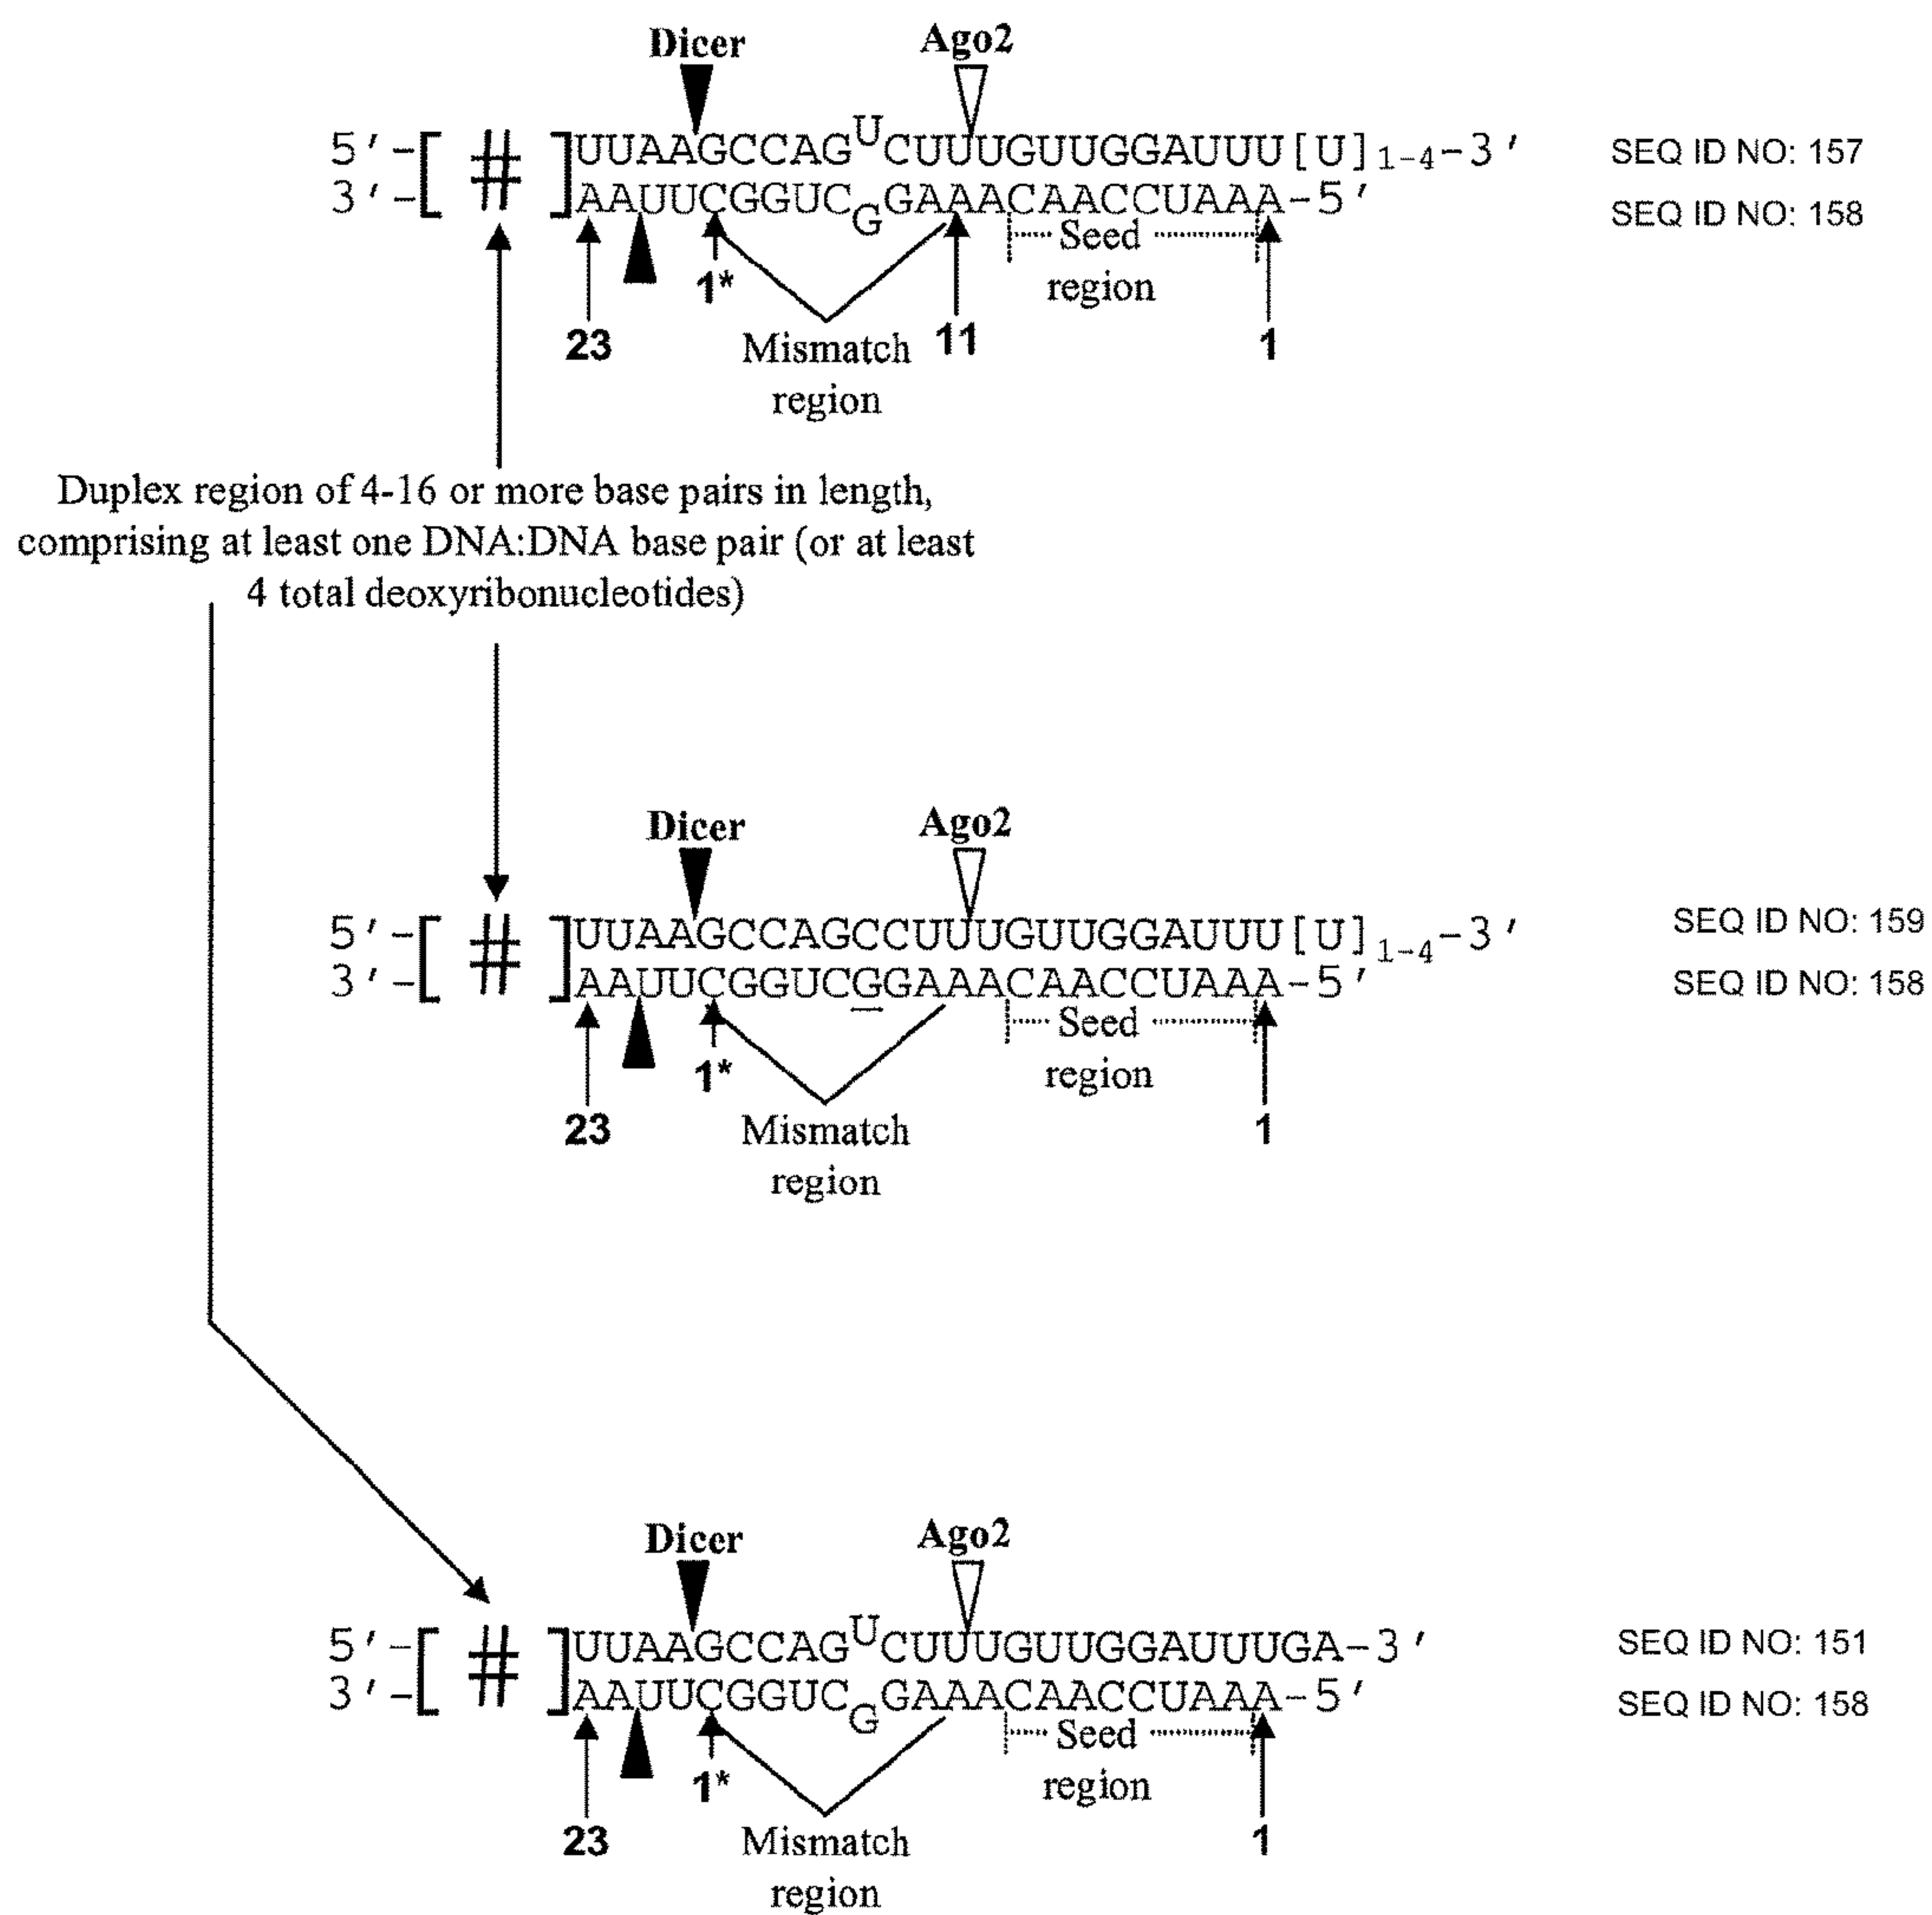 Dicer Ago2
5'-[ # ]UUAAGCCAGUCUUUGUUGGAUUU[U]1-4-3' SEQ ID NO: 157
3'-[ # ]AAUUCGGUCGGAAACAACCUAAA-5' SEQ ID NO: 158
Seed
1* region
23 Mismatch 11 1
region
Duplex region of 4-16 or more base pairs in length,
comprising at least one DNA:DNA base pair (or at least
4 total deoxyribonucleotides)
Dicer Ago2
5'-[ # ]UUAAGCCAGCCUUUGUUGGAUUU[U]1-4-3' SEQ ID NO: 159
3'-[ # ]AAUUCGGUCGGAAACAACCUAAA-5' SEQ ID NO: 158
Seed
1* region
23 Mismatch 1
region
Dicer Ago2
5'-[ # ]UUAAGCCAGUCUUUGUUGGAUUUGA-3' SEQ ID NO: 151
3'-[ # ]AAUUCGGUCGGAAACAACCUAAA-5' SEQ ID NO: 158
Seed
1* region
23 Mismatch 1
region